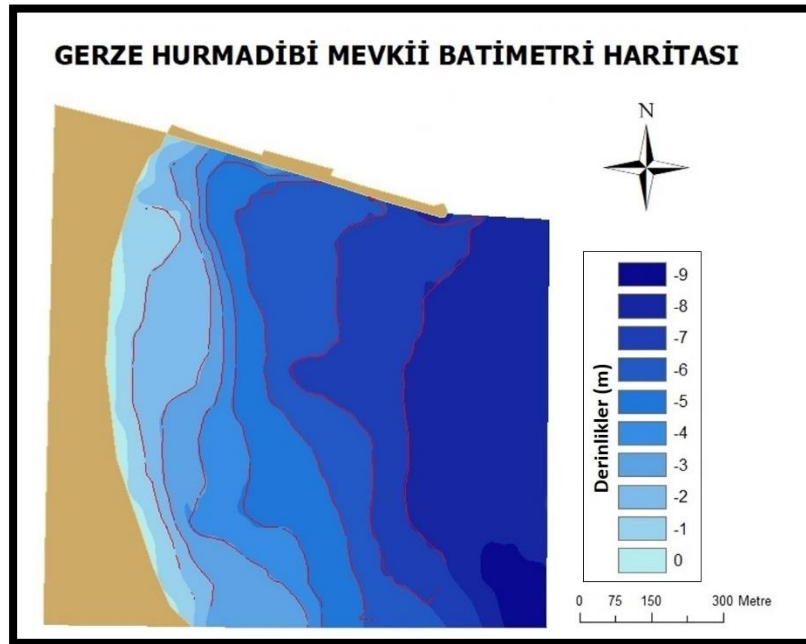 GERZE HURMADİBİ MEVKİİ BATİMETRİ HARİTASI
N
Derinlikler (m)
-9
-8
-7
-6
-5
-4
-3
-2
-1
0
0 75 150 300 Metre